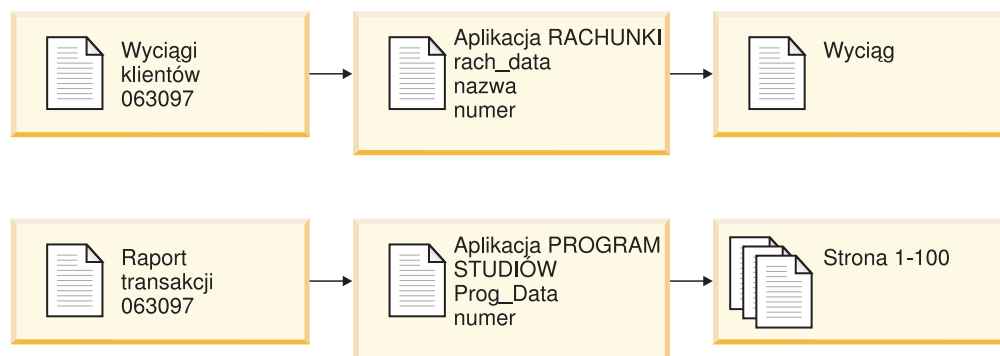 Wyciągi
klientów
063097
Aplikacja RACHUNKI
rach_data
nazwa
numer
Wyciąg
Raport
transakcji
063097
Aplikacja PROGRAM
STUDIÓW
Prog_Data
numer
Strona 1-100